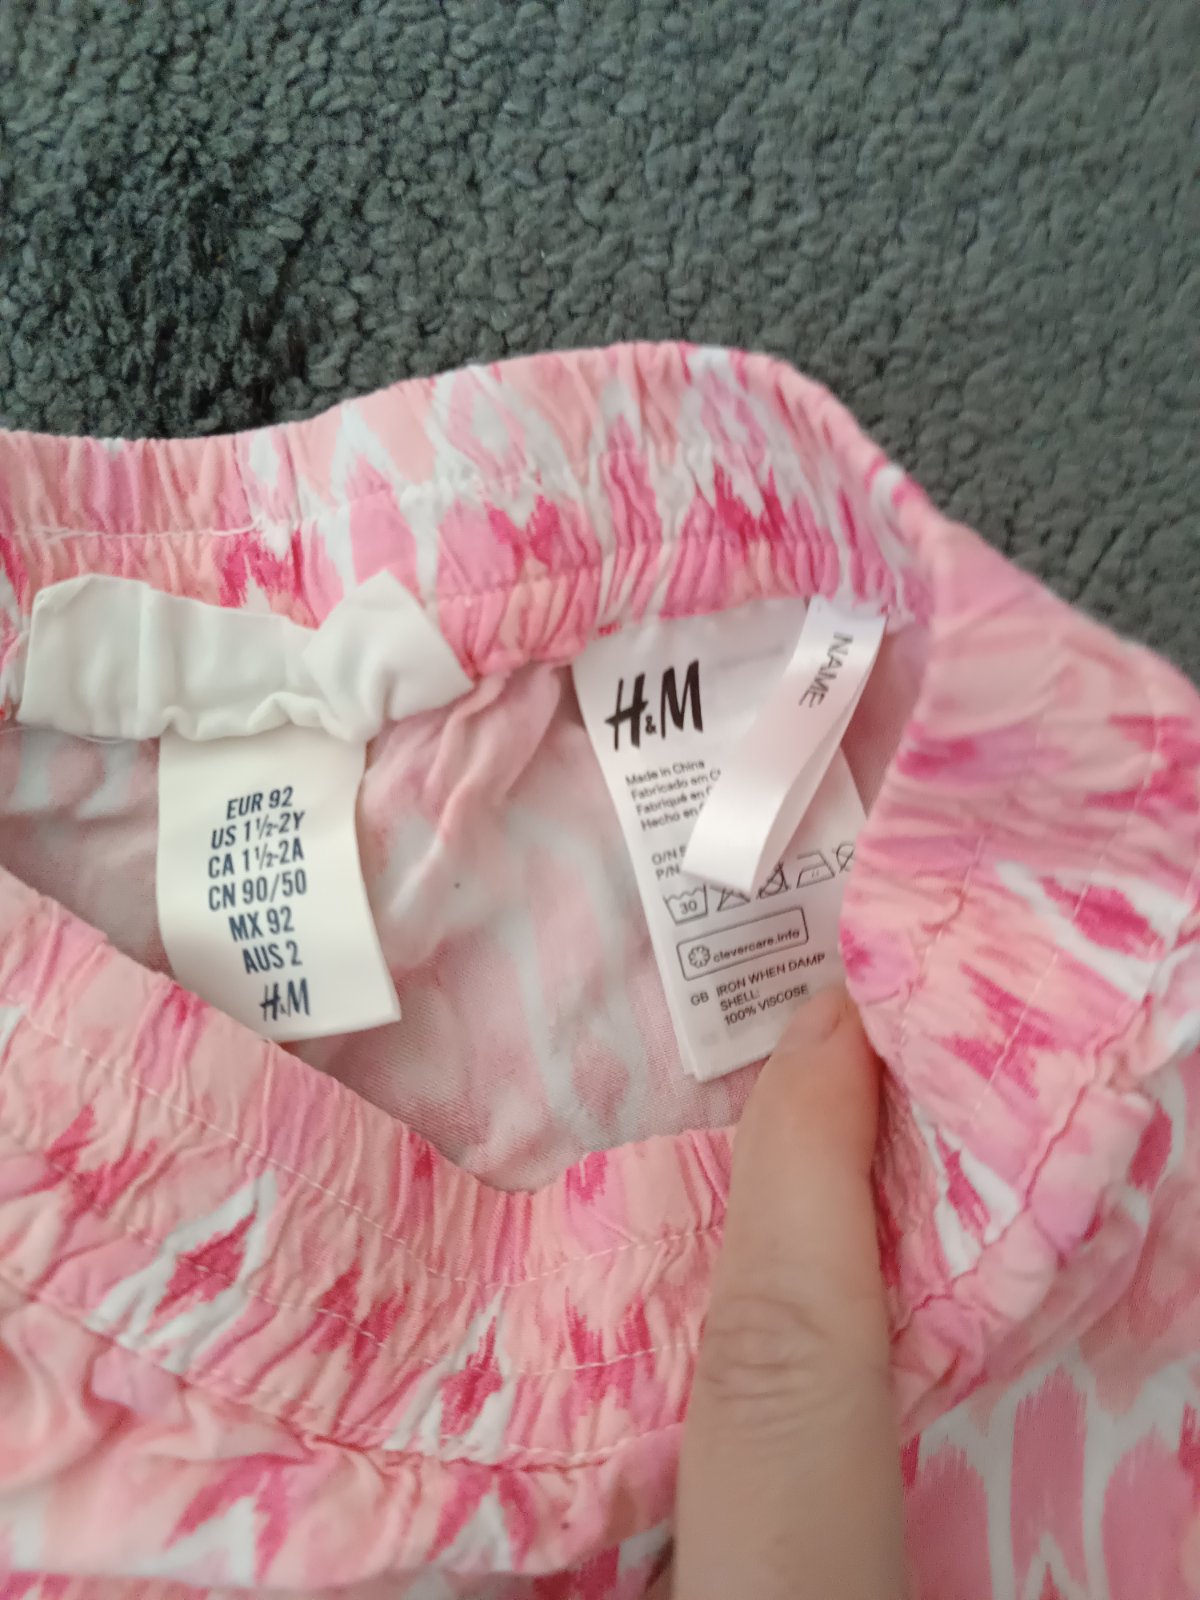 EUR 92
US 1½-2Y
CA 1½-2A
CN 90/50
MX 92
AUS 2
H&M
H&M
NAME
Made in China
Fabricado em
Fabriqué en
Hecho en
O/N
P/N
30
clevercare.info
GB IRON WHEN DAMP
SHELL:
100% VISCOSE